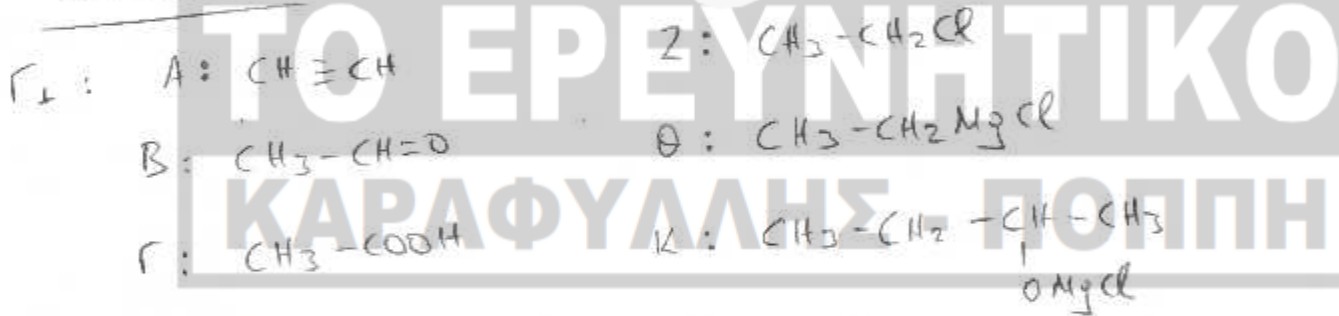 ΤΟ ΕΡΕΥΝΗΤΙΚΟ
ΚΑΡΑΦΥΛΛΗΣ - ΠΟΠΠΗ
Γ1 : A : CH ≡ CH
Z : CH3 - CH2Cl
B : CH3 - CH=O
Θ : CH3 - CH2MgCl
Γ : CH3 - COOH
K : CH3 - CH2 - CH - CH3
OMgCl